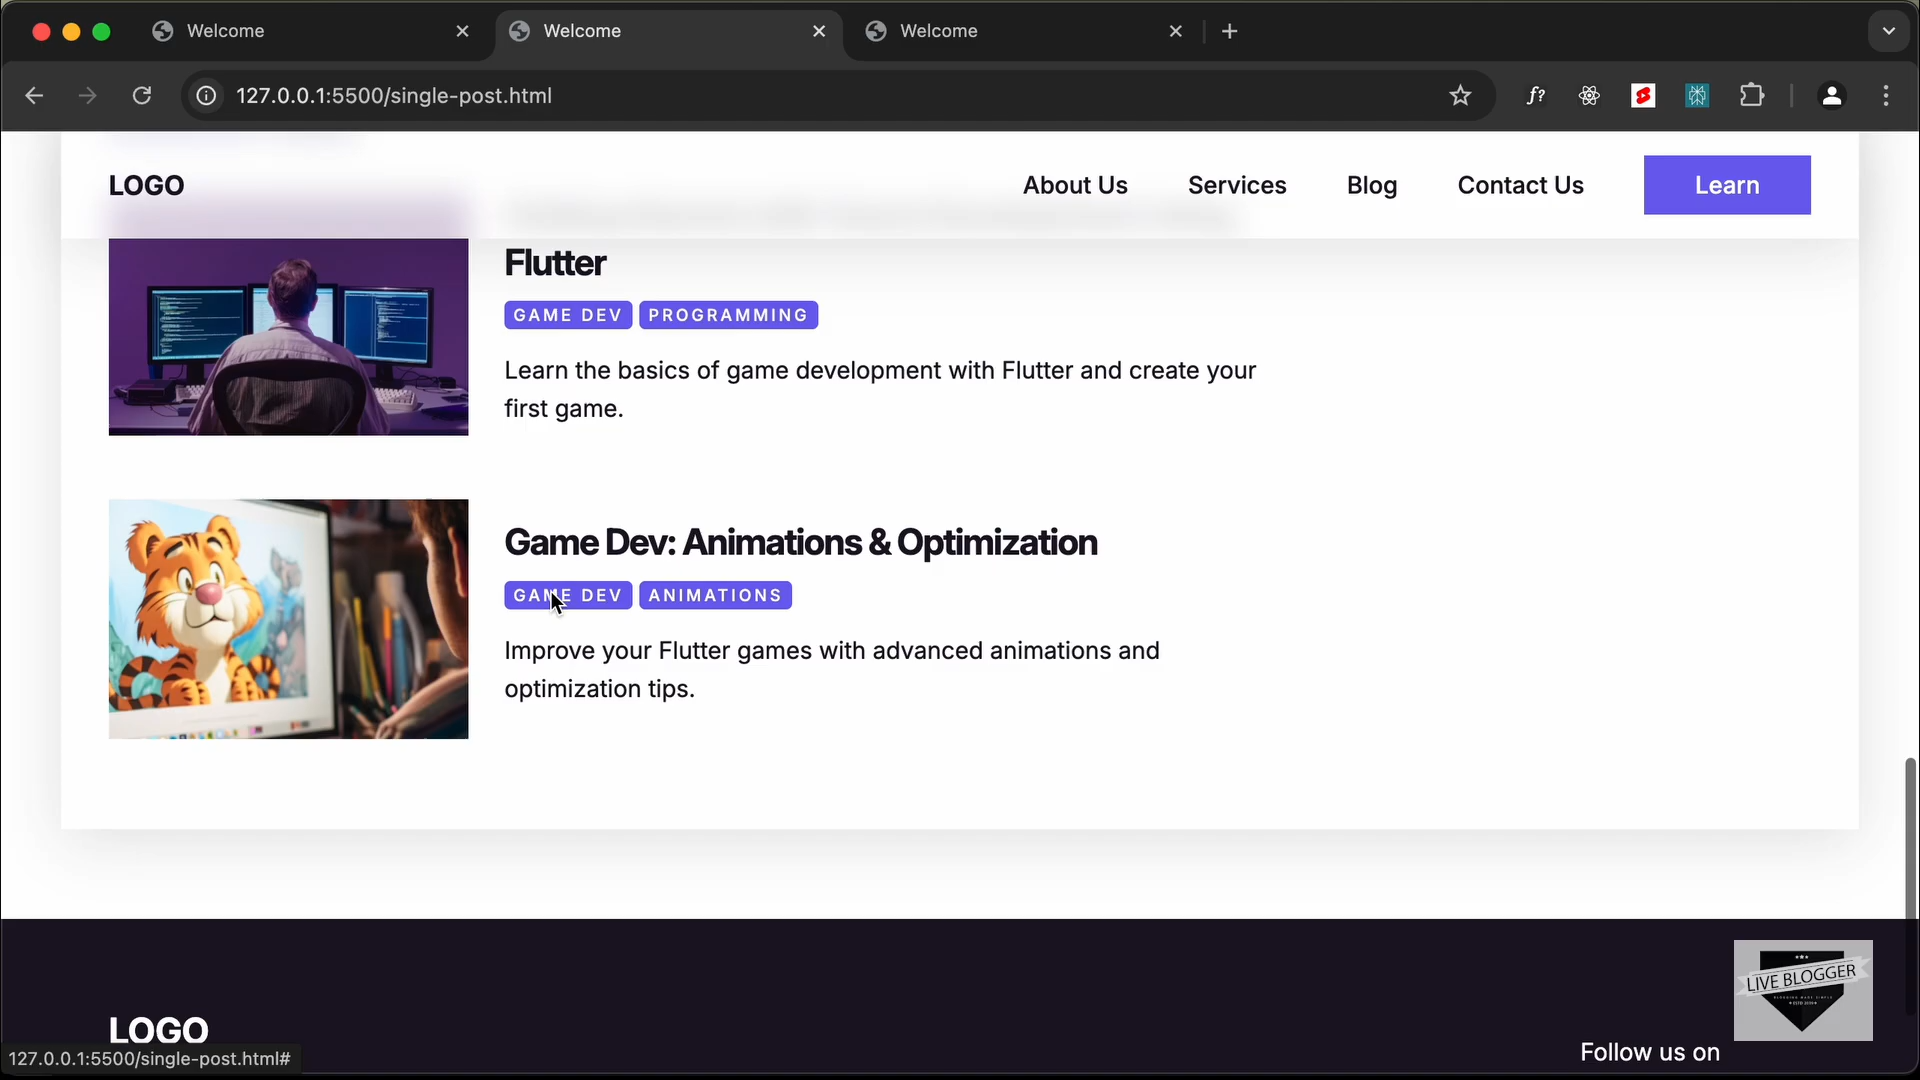 Welcome
Welcome
Welcome
127.0.0.1:5500/single-post.html
f?
LOGO
About Us
Services
Blog
Contact Us
Learn
Flutter
GAME DEV
PROGRAMMING
Learn the basics of game development with Flutter and create your
first game.
Game Dev: Animations & Optimization
GAME DEV
ANIMATIONS
Improve your Flutter games with advanced animations and
optimization tips.
LIVE BLOGGER
LOGO
Follow us on
127.0.0.1:5500/single-post.html#